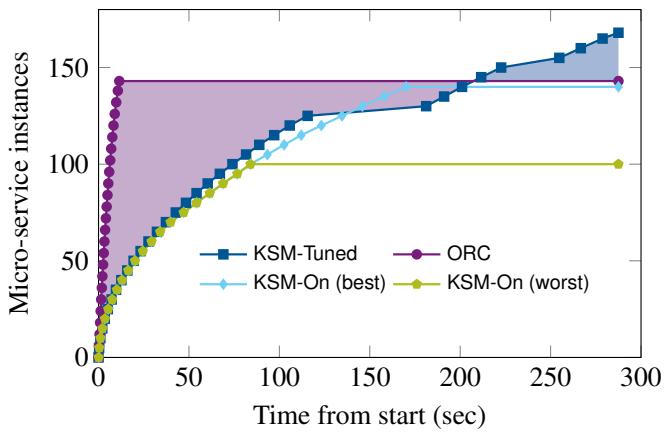 Micro-service instances
150
100
50
0
KSM-Tuned ORC
KSM-On (best) KSM-On (worst)
0 50 100 150 200 250 300
Time from start (sec)